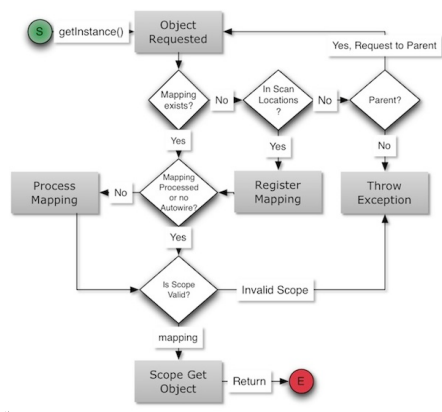 S
getInstance()
Object
Requested
Yes, Request to Parent
Mapping
exists?
No
In Scan
Locations
?
No
Parent?
Yes
Yes
No
Process
Mapping
No
Mapping
Processed
or no
Autowire?
Register
Mapping
Throw
Exception
Yes
Is Scope
Valid?
Invalid Scope
mapping
Scope Get
Object
Return
E